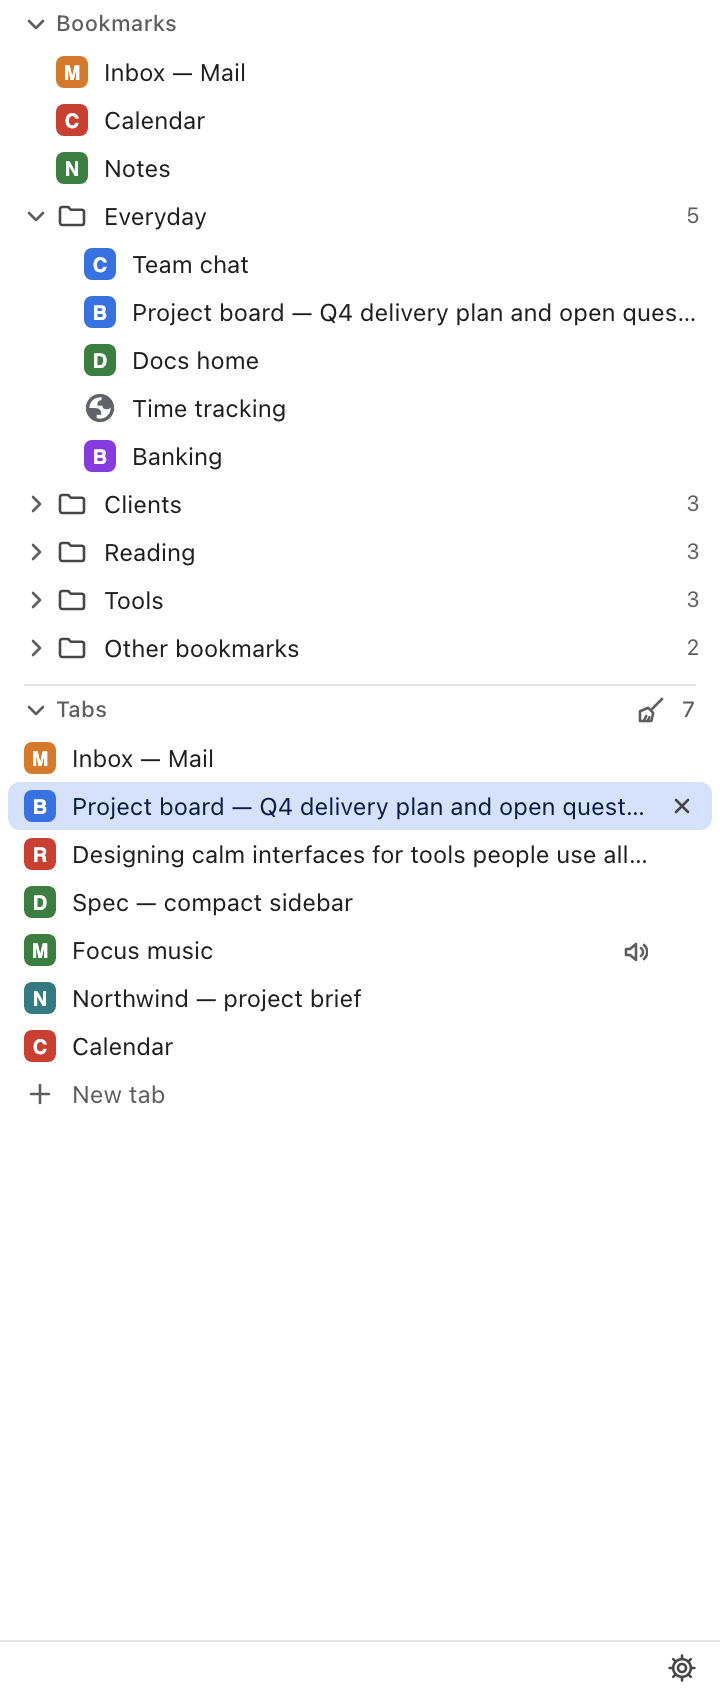 Bookmarks
M Inbox — Mail
C Calendar
N Notes
Everyday 5
C Team chat
B Project board — Q4 delivery plan and open ques...
D Docs home
Time tracking
B Banking
Clients 3
Reading 3
Tools 3
Other bookmarks 2
Tabs 7
M Inbox — Mail
B Project board — Q4 delivery plan and open quest...
R Designing calm interfaces for tools people use all...
D Spec — compact sidebar
M Focus music
N Northwind — project brief
C Calendar
New tab